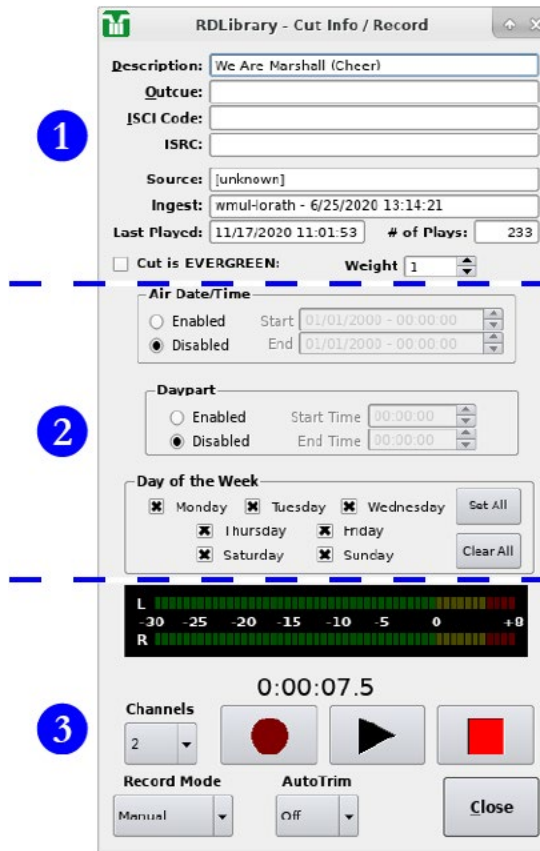 RDLibrary - Cut Info / Record
Description: We Are Marshall (Cheer)
Outcue:
ISCI Code:
1
ISRC:
Source: [unknown]
Ingest: wmul-lorath - 6/25/2020 13:14:21
Last Played: 11/17/2020 11:01:53 # of Plays: 233
Cut is EVERGREEN: Weight 1
Air Date/Time
Enabled Start 01/01/2000 - 00:00:00
Disabled End 01/01/2000 - 00:00:00
Daypart
Enabled Start Time 00:00:00
2
Disabled End Time 00:00:00
Day of the Week
Monday Tuesday Wednesday Set All
Thursday Friday
Saturday Sunday Clear All
L
-30 -25 -20 -15 -10 -5 0 +8
R
0:00:07.5
Channels
3
2
Record Mode AutoTrim
Manual Off Close